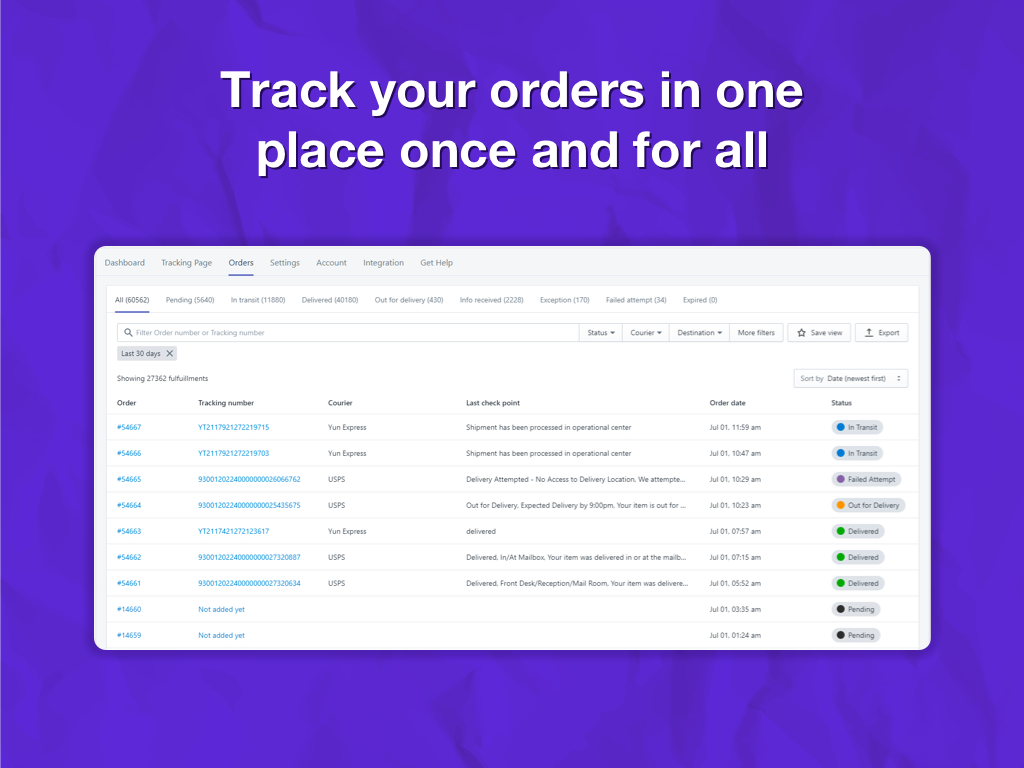 Track your orders in one
place once and for all
Dashboard Tracking Page Orders Settings Account Integration Get Help
All (60562) Pending (5640) In transit (11880) Delivered (40180) Out for delivery (430) Info received (2228) Exception (170) Failed attempt (34) Expired (0)
Filter Order number or Tracking number Status Courier Destination More filters Save view Export
Last 30 days
Showing 27362 fulfuillments Sort by Date (newest first)
Order Tracking number Courier Last check point Order date Status
#54667 YT2117921272219715 Yun Express Shipment has been processed in operational center Jul 01, 11:59 am In Transit
#54666 YT2117921272219703 Yun Express Shipment has been processed in operational center Jul 01, 10:47 am In Transit
#54665 93001202240000000026066762 USPS Delivery Attempted - No Access to Delivery Location, We attempte... Jul 01, 10:29 am Failed Attempt
#54664 93001202240000000025435675 USPS Out for Delivery, Expected Delivery by 9:00pm, Your item is out for ... Jul 01, 10:23 am Out for Delivery
#54663 YT2117421272123617 Yun Express delivered Jul 01, 07:57 am Delivered
#54662 93001202240000000027320887 USPS Delivered, In/At Mailbox, Your item was delivered in or at the mailb... Jul 01, 07:15 am Delivered
#54661 93001202240000000027320634 USPS Delivered, Front Desk/Reception/Mail Room, Your item was delivere... Jul 01, 05:52 am Delivered
#14660 Not added yet Jul 01, 03:35 am Pending
#14659 Not added yet Jul 01, 01:24 am Pending